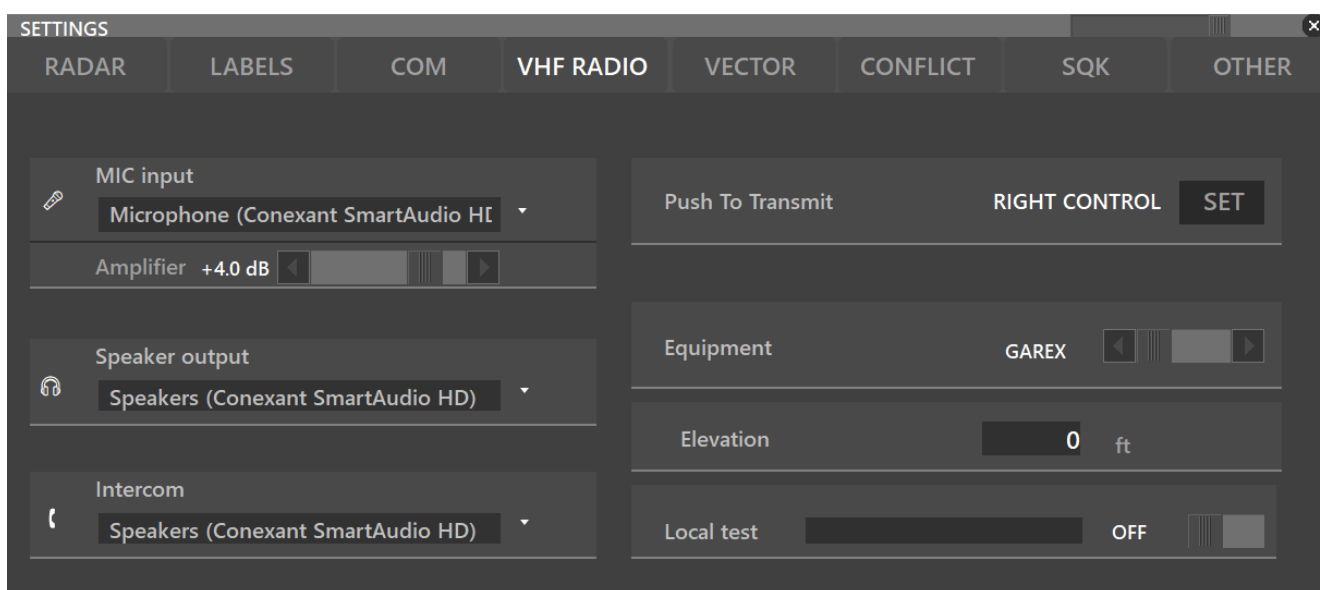 SETTINGS
RADAR LABELS COM VHF RADIO VECTOR CONFLICT SQK OTHER
MIC input
Microphone (Conexant SmartAudio HD
Amplifier +4.0 dB
Speaker output
Speakers (Conexant SmartAudio HD)
Intercom
Speakers (Conexant SmartAudio HD)
Push To Transmit RIGHT CONTROL SET
Equipment GAREX
Elevation 0 ft
Local test OFF